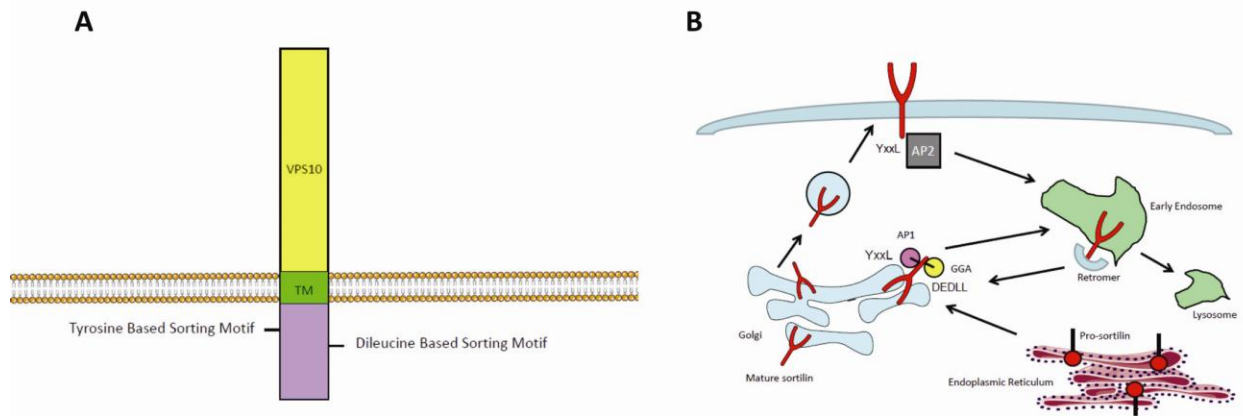 A
VPS10
TM
Tyrosine Based Sorting Motif
Dileucine Based Sorting Motif
B
YxxL
AP2
Early Endosome
AP1
YxxL
GGA
DEDLL
Retromer
Lysosome
Golgi
Pro-sortilin
Mature sortilin
Endoplasmic Reticulum